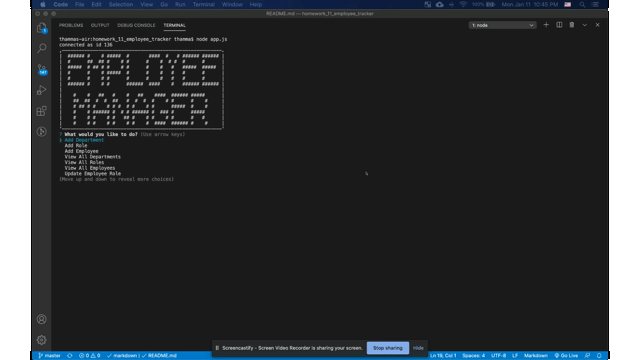 Code File Edit Selection View Go Run Terminal Window Help 100% Mon Jan 11 10:45 PM
README.md — homework_11_employee_tracker
PROBLEMS OUTPUT DEBUG CONSOLE TERMINAL 1: node
thammas-air:homework_11_employee_tracker thamma$ node app.js
connected as id 136
? What would you like to do? (Use arrow keys)
❯ Add Department
Add Role
Add Employee
View All Departments
View All Roles
View All Employees
Update Employee Role
(Move up and down to reveal more choices)
Screencastify - Screen Video Recorder is sharing your screen. Stop sharing Hide
master 0 0 markdown README.md Ln 19, Col 1 Spaces: 4 UTF-8 LF Markdown Go Live